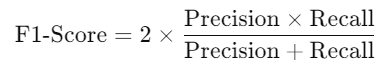 F1-Score = 2 × Precision × Recall / Precision + Recall